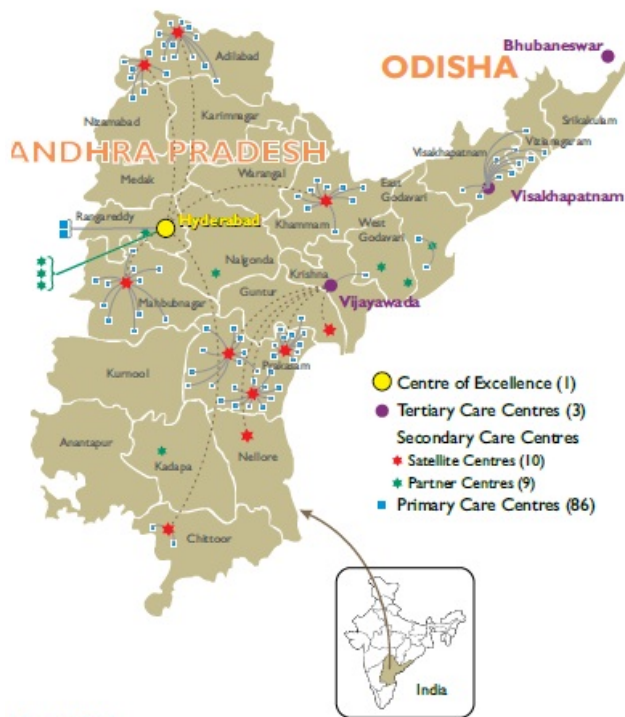 Bhubaneswar
ODISHA
Adilabad
Srikakulam
Nizamabad
Karimnagar
Vizianagaram
Visakhapatnam
ANDHRA PRADESH
Medak
Warangal
East
Godavari
Visakhapatnam
Rangareddy
Hyderabad
Khammam
West
Godavari
Nalgonda
Krishna
Mahbubnagar
Guntur
Vijayawada
Prakasam
Kurnool
Centre of Excellence (1)
Tertiary Care Centres (3)
Anantapur
Secondary Care Centres
Nellore
Satellite Centres (10)
Kadapa
Partner Centres (9)
Primary Care Centres (86)
Chittoor
India